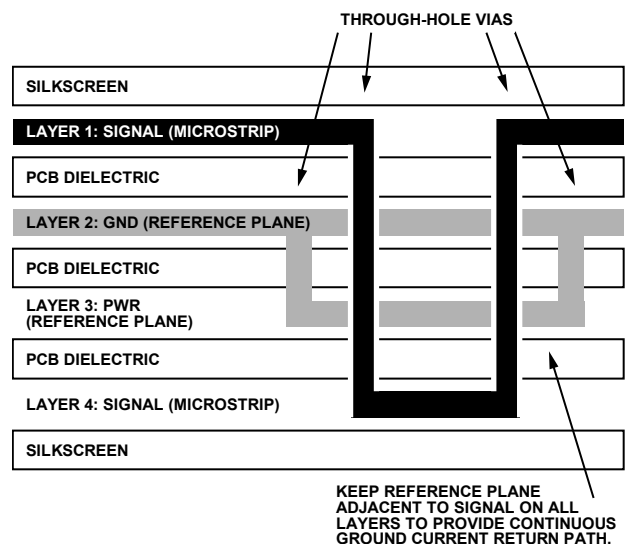 THROUGH-HOLE VIAS
SILKSCREEN
LAYER 1: SIGNAL (MICROSTRIP)
PCB DIELECTRIC
LAYER 2: GND (REFERENCE PLANE)
PCB DIELECTRIC
LAYER 3: PWR
(REFERENCE PLANE)
PCB DIELECTRIC
LAYER 4: SIGNAL (MICROSTRIP)
SILKSCREEN
KEEP REFERENCE PLANE
ADJACENT TO SIGNAL ON ALL
LAYERS TO PROVIDE CONTINUOUS
GROUND CURRENT RETURN PATH.